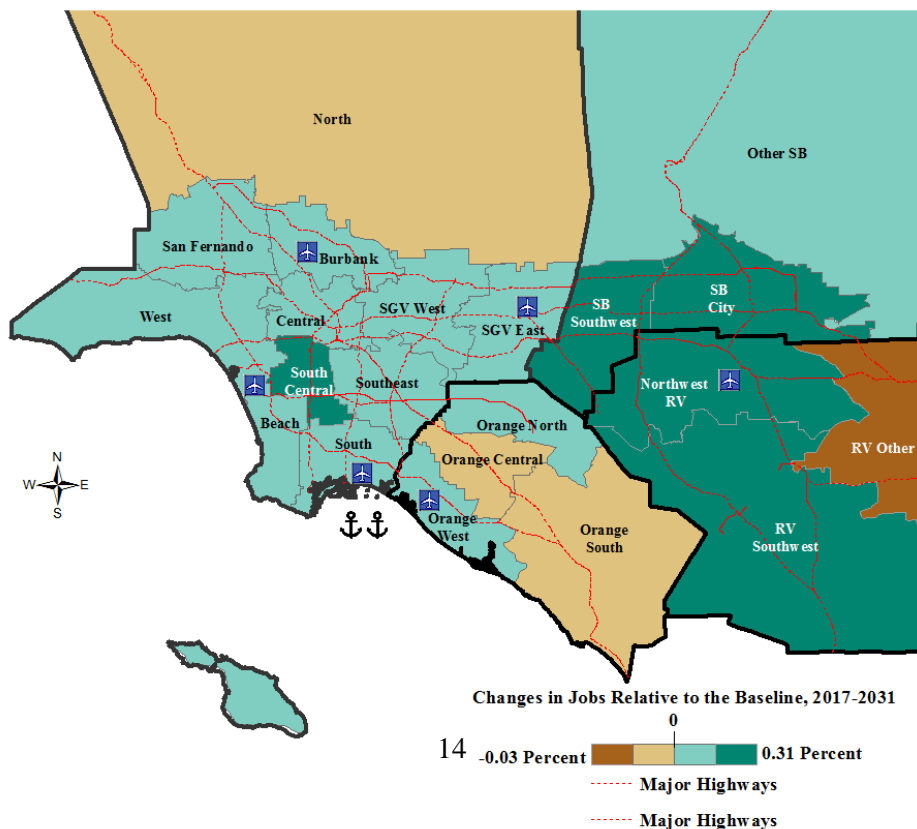 North
Other SB
San Fernando
Burbank
West
Central
SGV West
SGV East
SB
Southwest
SB
City
South
Central
Southeast
Northwest
RV
Beach
South
Orange North
Orange Central
RV Other
N
W E
S
Orange
West
Orange
South
RV
Southwest
Changes in Jobs Relative to the Baseline, 2017-2031
0
14
-0.03 Percent
0.31 Percent
Major Highways
Major Highways